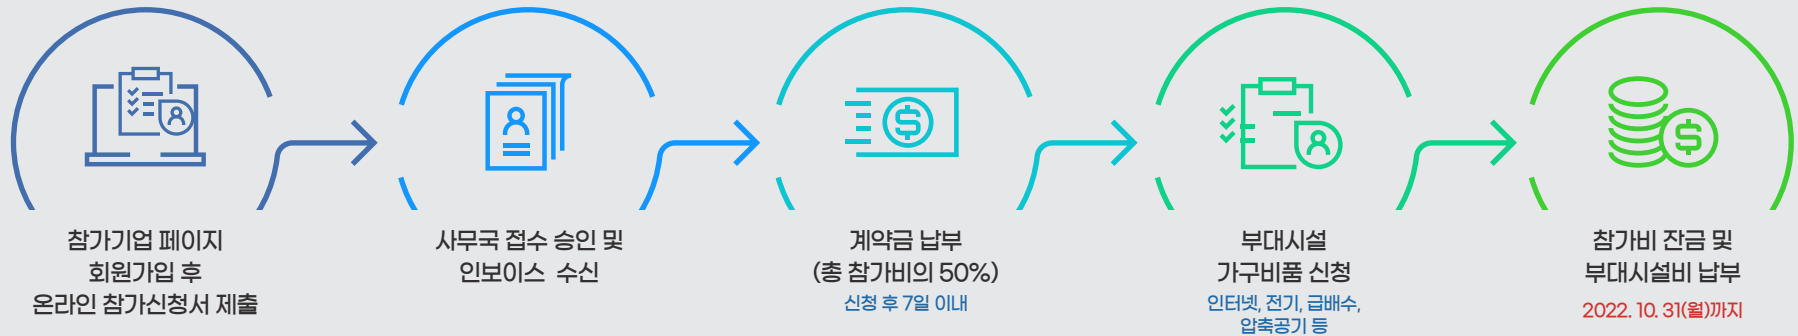 참가기업 페이지
회원가입 후
온라인 참가신청서 제출
사무국 접수 승인 및
인보이스 수신
계약금 납부
(총 참가비의 50%)
신청 후 7일 이내
부대시설
가구비품 신청
인터넷, 전기, 급배수,
압축공기 등
참가비 잔금 및
부대시설비 납부
2022. 10. 31(월)까지